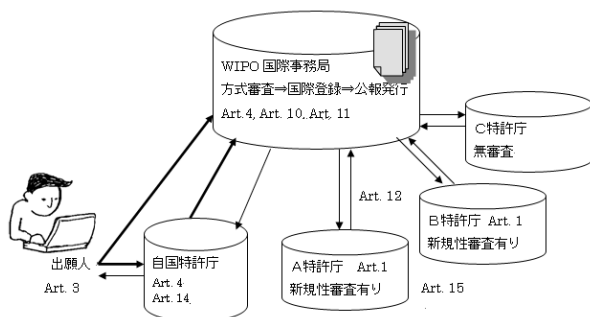 WIPO 国際事務局
方式審査⇒国際登録⇒公報発行
Art.4, Art. 10, Art. 11
C特許庁
無審査
Art. 12
B特許庁 Art. 1
新規性審査有り
出願人
Art. 3
自国特許庁
Art. 4
Art. 14
A特許庁 Art.1
新規性審査有り
Art. 15